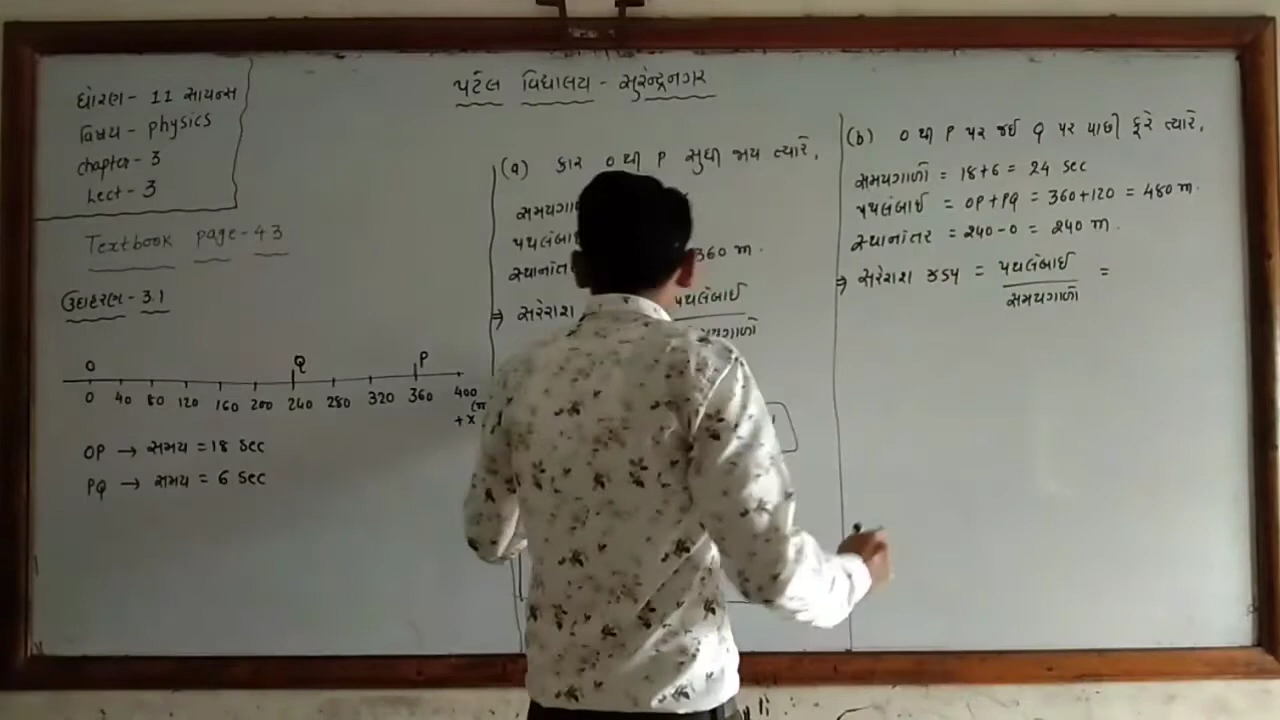 પટેલ વિદ્યાલય - સુરેન્દ્રનગર
ધોરણ - 11 સાયન્સ
વિષય - physics
chapter - 3
Lect - 3
Textbook page - 43
ઉદાહરણ - 3.1
O Q P
0 40 80 120 160 200 240 280 320 360 400
+X
OP → સમય = 18 sec
PQ → સમય = 6 sec
(a) કાર O થી P સુધી જાય ત્યારે,
360 m.
⇒ સરેરાશ પથલંબાઈ
(b) O થી P પર જઈ Q પર પાછી ફરે ત્યારે,
સમયગાળો = 18+6 = 24 sec
પથલંબાઈ = OP+PQ = 360+120 = 480 m.
સ્થાનાંતર = 240-0 = 240 m.
⇒ સરેરાશ ઝડપ = પથલંબાઈ =
સમયગાળો